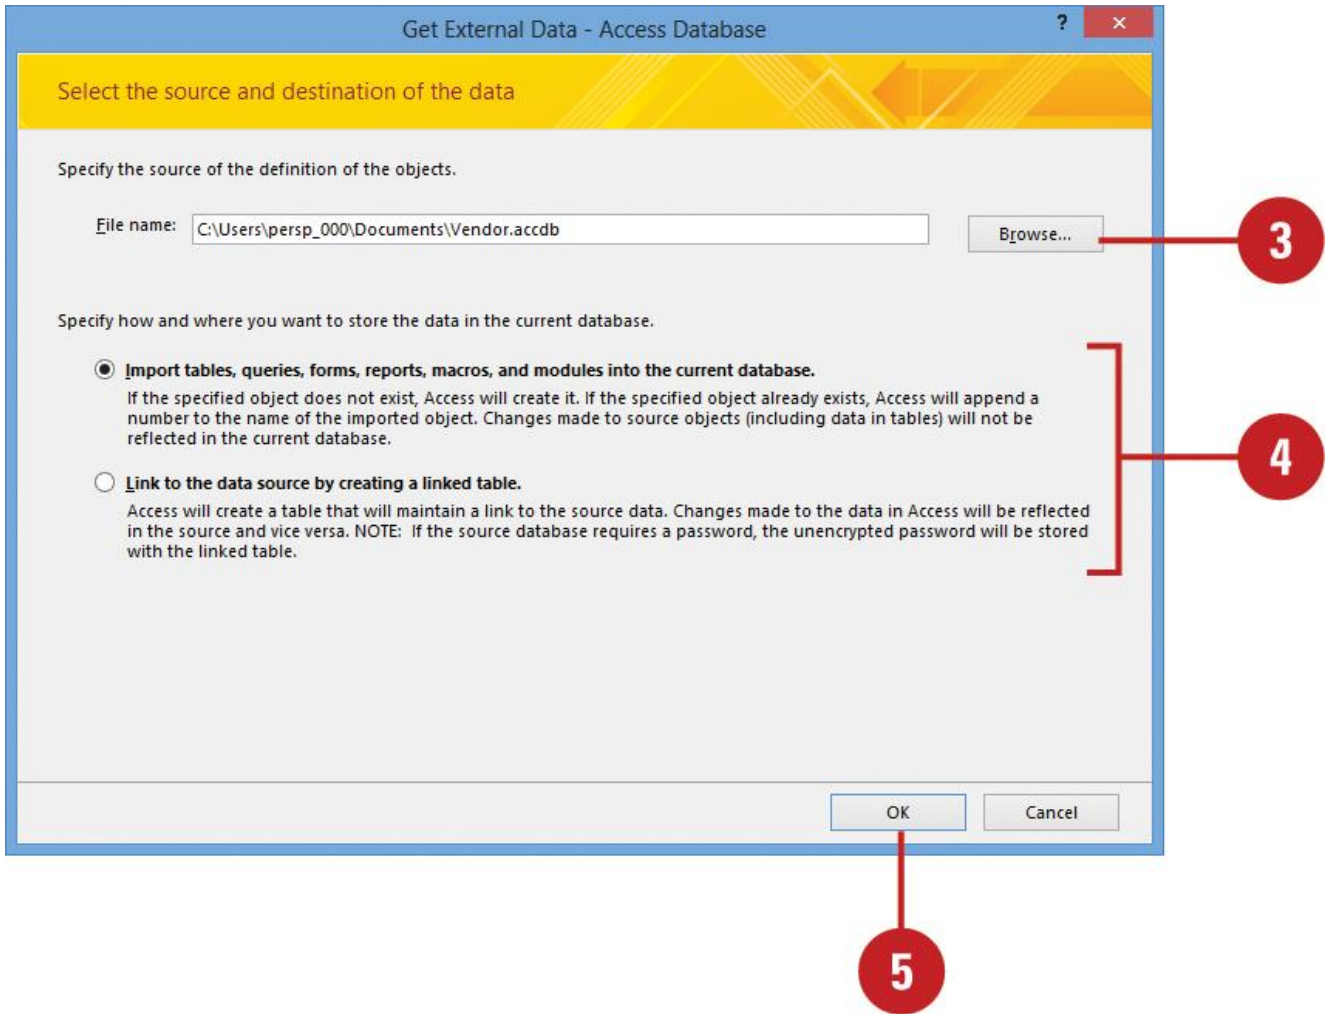 Get External Data - Access Database
?
×
Select the source and destination of the data
Specify the source of the definition of the objects.
File name: C:\Users\persp_000\Documents\Vendor.accdb Browse...
3
Specify how and where you want to store the data in the current database.
Import tables, queries, forms, reports, macros, and modules into the current database.
If the specified object does not exist, Access will create it. If the specified object already exists, Access will append a
number to the name of the imported object. Changes made to source objects (including data in tables) will not be
reflected in the current database.
4
Link to the data source by creating a linked table.
Access will create a table that will maintain a link to the source data. Changes made to the data in Access will be reflected
in the source and vice versa. NOTE:  If the source database requires a password, the unencrypted password will be stored
with the linked table.
OK Cancel
5